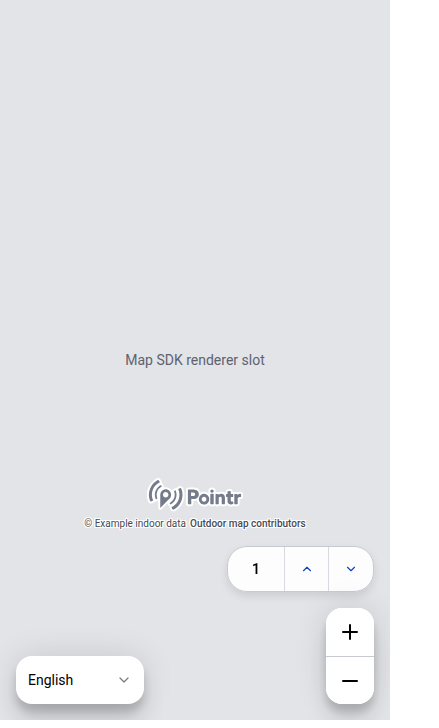 Map SDK renderer slot
Pointr
© Example indoor data Outdoor map contributors
1
English